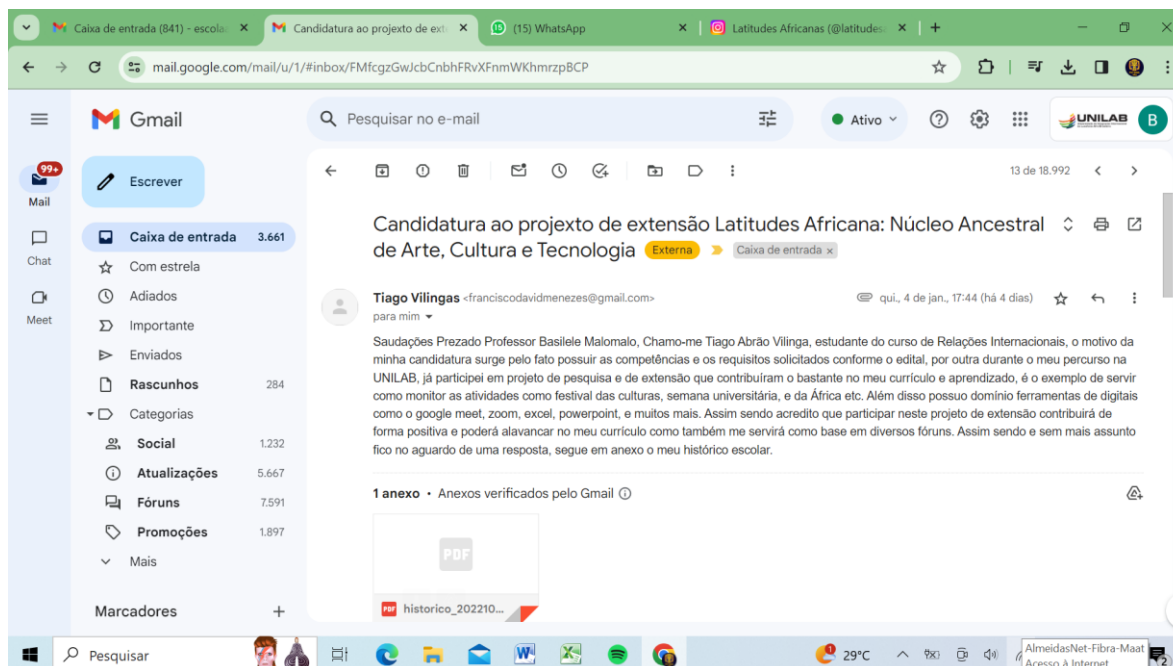 Caixa de entrada (841) - escola
Candidatura ao projexto de ext
(15) WhatsApp
Latitudes Africanas (@latitudes
mail.google.com/mail/u/1/#inbox/FMfcgzGwJcbCnbhFRvXFnmWKhmrzpBCP
Gmail
Pesquisar no e-mail
Ativo
UNILAB
B
99+
Mail
Chat
Meet
Escrever
Caixa de entrada 3.661
Com estrela
Adiados
Importante
Enviados
Rascunhos 284
Categorias
Social 1.232
Atualizações 5.667
Fóruns 7.591
Promoções 1.897
Mais
Marcadores
13 de 18.992
Candidatura ao projexto de extensão Latitudes Africana: Núcleo Ancestral
de Arte, Cultura e Tecnologia Externa Caixa de entrada x
Tiago Vilingas <franciscodavidmenezes@gmail.com> qui., 4 de jan., 17:44 (há 4 dias)
para mim
Saudações Prezado Professor Basilele Malomalo, Chamo-me Tiago Abrão Vilinga, estudante do curso de Relações Internacionais, o motivo da
minha candidatura surge pelo fato possuir as competências e os requisitos solicitados conforme o edital, por outra durante o meu percurso na
UNILAB, já participei em projeto de pesquisa e de extensão que contribuíram o bastante no meu currículo e aprendizado, é o exemplo de servir
como monitor as atividades como festival das culturas, semana universitária, e da África etc. Além disso possuo domínio ferramentas de digitais
como o google meet, zoom, excel, powerpoint, e muitos mais. Assim sendo acredito que participar neste projeto de extensão contribuirá de
forma positiva e poderá alavancar no meu currículo como também me servirá como base em diversos fóruns. Assim sendo e sem mais assunto
fico no aguardo de uma resposta, segue em anexo o meu histórico escolar.
1 anexo • Anexos verificados pelo Gmail
PDF
PDF historico_202210...
Pesquisar
29°C
AlmeidasNet-Fibra-Maat
Acesso à Internet